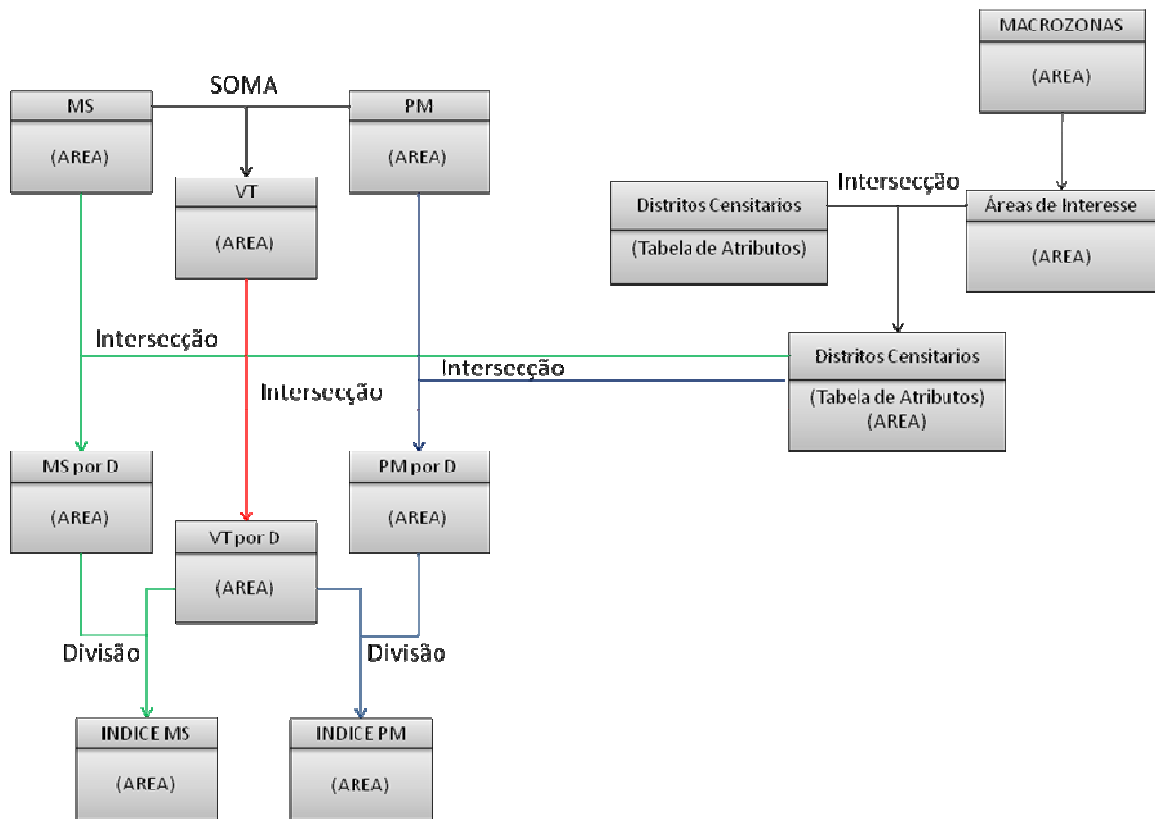 MACROZONAS
(AREA)
SOMA
MS
(AREA)
PM
(AREA)
VT
(AREA)
Intersecção
Distritos Censitarios
(Tabela de Atributos)
Áreas de Interesse
(AREA)
Intersecção
Intersecção
Intersecção
Distritos Censitarios
(Tabela de Atributos)
(AREA)
MS por D
(AREA)
PM por D
(AREA)
VT por D
(AREA)
Divisão
Divisão
INDICE MS
(AREA)
INDICE PM
(AREA)